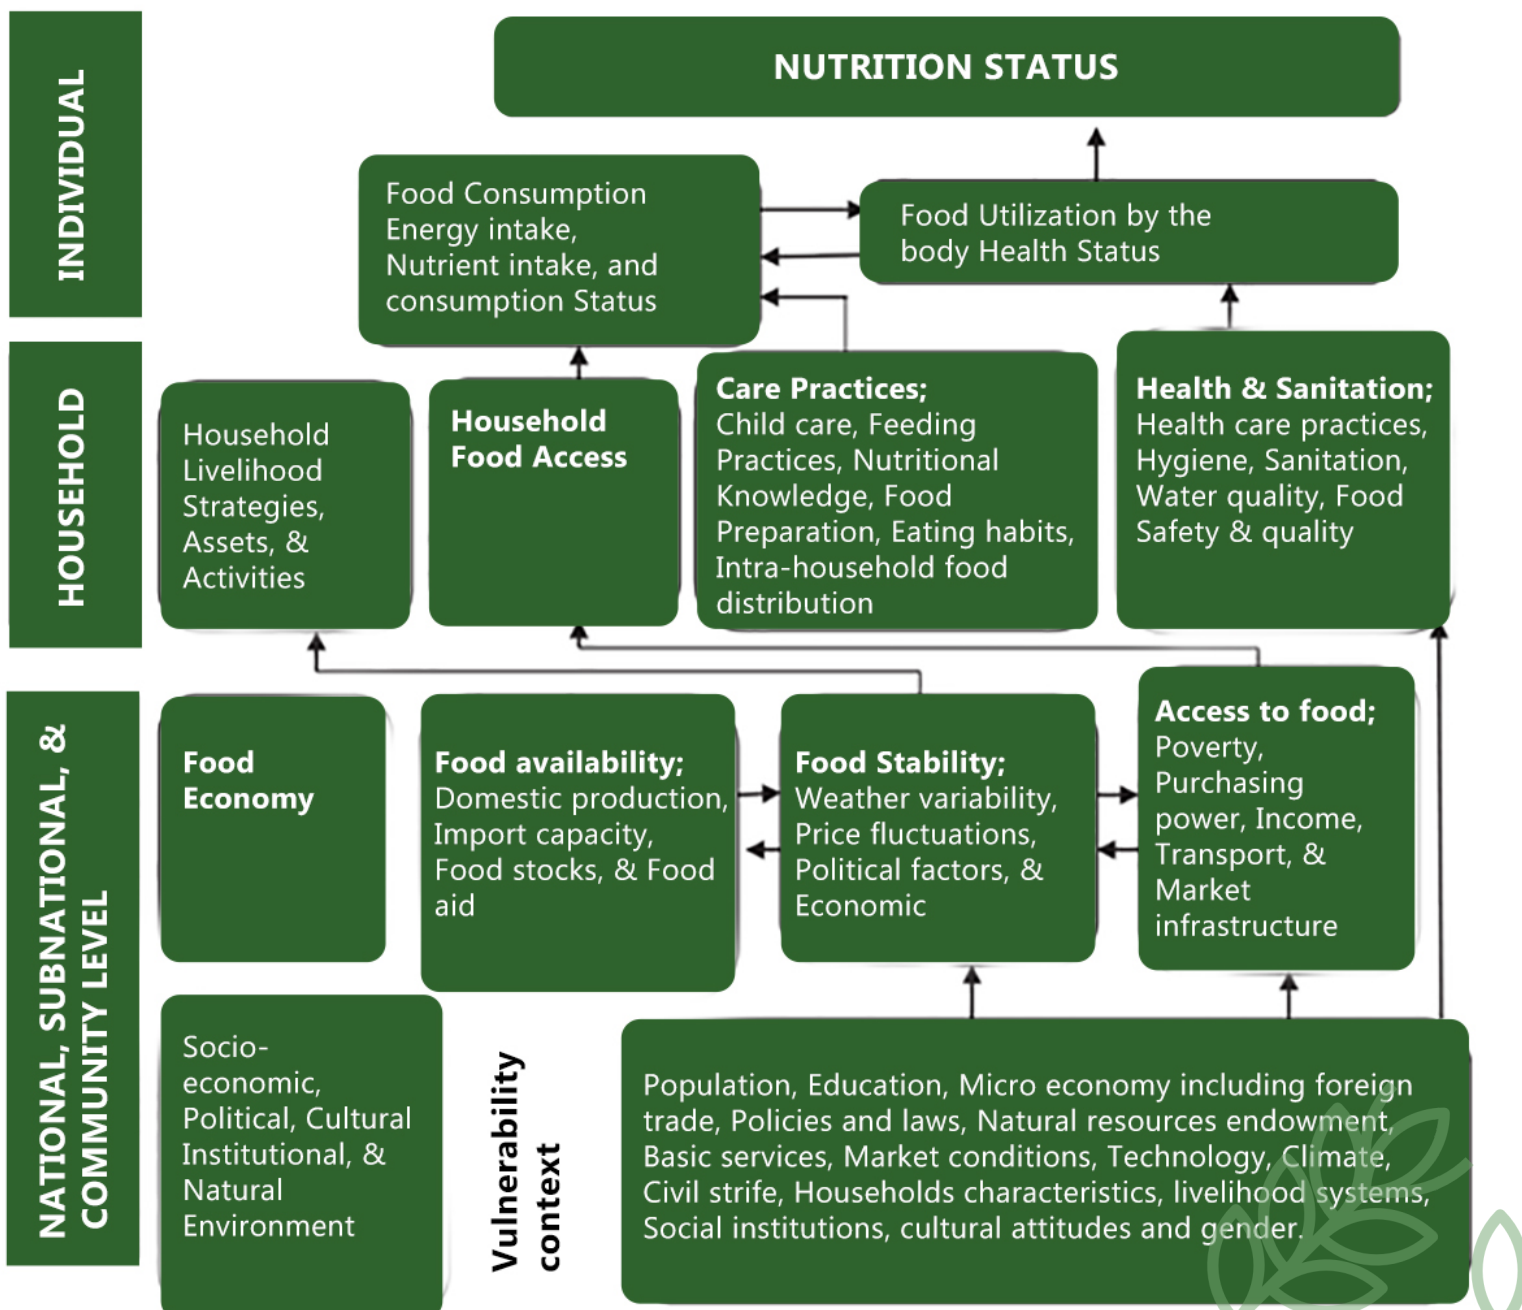 INDIVIDUAL
NUTRITION STATUS
Food Consumption
Energy intake,
Nutrient intake, and
consumption Status
Food Utilization by the
body Health Status
HOUSEHOLD
Household
Livelihood
Strategies,
Assets, &
Activities
Household
Food Access
Care Practices;
Child care, Feeding
Practices, Nutritional
Knowledge, Food
Preparation, Eating habits,
Intra-household food
distribution
Health & Sanitation;
Health care practices,
Hygiene, Sanitation,
Water quality, Food
Safety & quality
NATIONAL, SUBNATIONAL, &
COMMUNITY LEVEL
Food
Economy
Food availability;
Domestic production,
Import capacity,
Food stocks, & Food
aid
Food Stability;
Weather variability,
Price fluctuations,
Political factors, &
Economic
Access to food;
Poverty,
Purchasing
power, Income,
Transport, &
Market
infrastructure
Socio-
economic,
Political, Cultural
Institutional, &
Natural
Environment
Vulnerability
context
Population, Education, Micro economy including foreign
trade, Policies and laws, Natural resources endowment,
Basic services, Market conditions, Technology, Climate,
Civil strife, Households characteristics, livelihood systems,
Social institutions, cultural attitudes and gender.